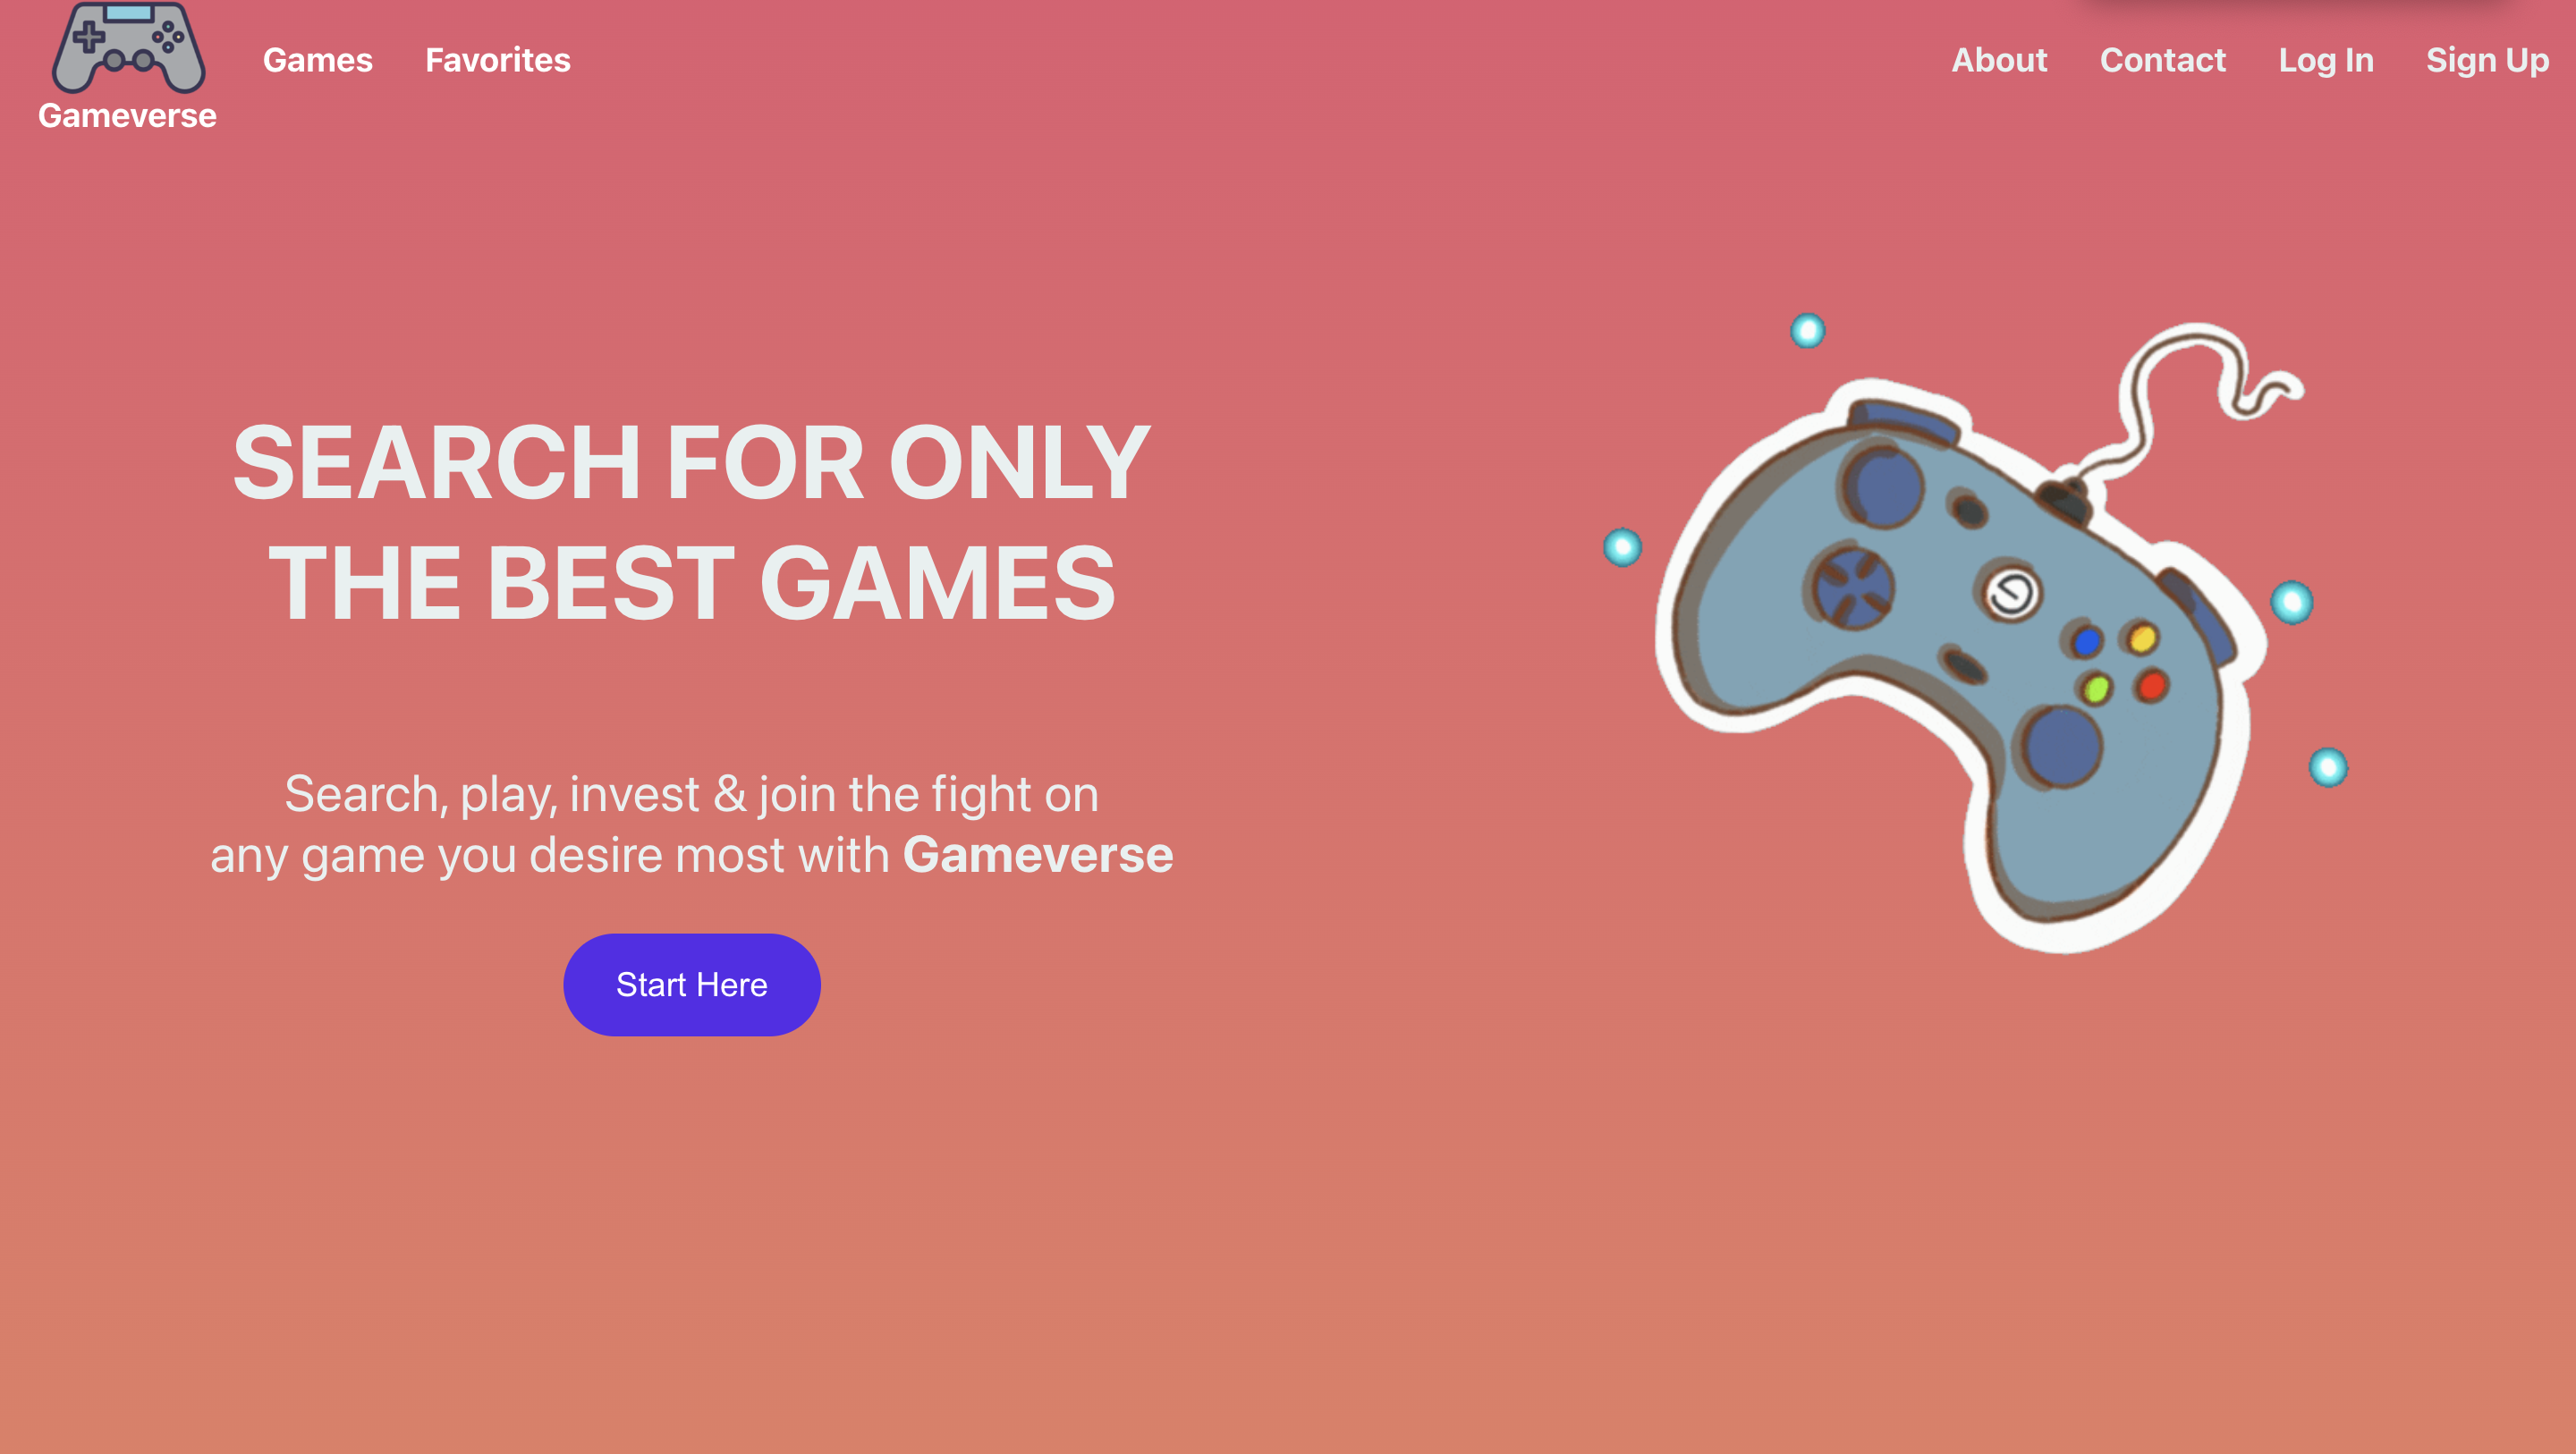 Gameverse
Games
Favorites
About
Contact
Log In
Sign Up
SEARCH FOR ONLY
THE BEST GAMES
Search, play, invest & join the fight on
any game you desire most with Gameverse
Start Here